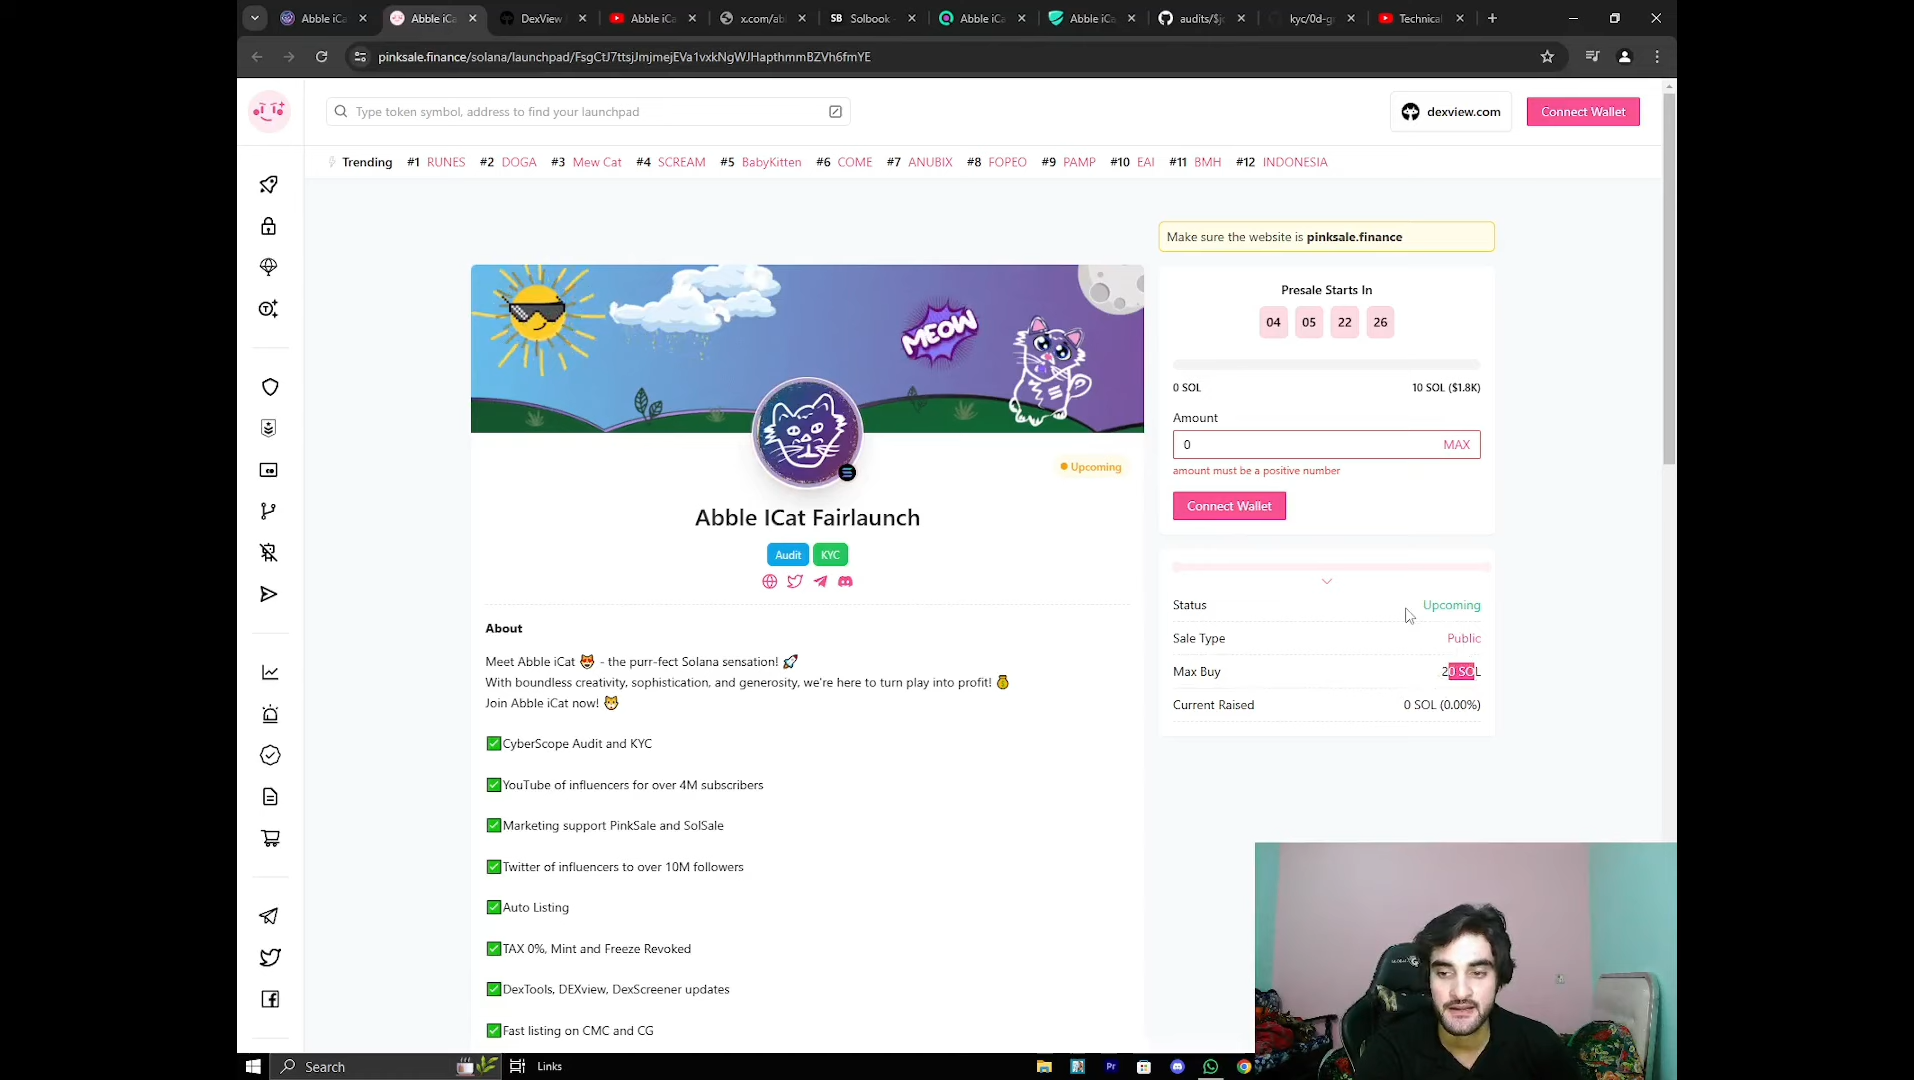 Abble iCa
Abble iCa
DexView
Abble iCa
x.com/abl
Solbook -
Abble iCa
Abble iCa
audits/$jo
kyc/0d-gr
Technical
pinksale.finance/solana/launchpad/FsgCtJ7ttsjJmjmejEVa1vxkNgWJHapthmmBZVh6fmYE
Type token symbol, address to find your launchpad
dexview.com
Connect Wallet
Trending #1 RUNES #2 DOGA #3 Mew Cat #4 SCREAM #5 BabyKitten #6 COME #7 ANUBIX #8 FOPEO #9 PAMP #10 EAI #11 BMH #12 INDONESIA
MEOW
Upcoming
Abble ICat Fairlaunch
Audit KYC
About
Meet Abble iCat 😻 - the purr-fect Solana sensation! 🚀
With boundless creativity, sophistication, and generosity, we're here to turn play into profit! 💰
Join Abble iCat now! 🐱
✅CyberScope Audit and KYC
✅YouTube of influencers for over 4M subscribers
✅Marketing support PinkSale and SolSale
✅Twitter of influencers to over 10M followers
✅Auto Listing
✅TAX 0%, Mint and Freeze Revoked
✅DexTools, DEXview, DexScreener updates
✅Fast listing on CMC and CG
Make sure the website is pinksale.finance
Presale Starts In
04 05 22 26
0 SOL 10 SOL ($1.8K)
Amount
0 MAX
amount must be a positive number
Connect Wallet
Status Upcoming
Sale Type Public
Max Buy 20 SOL
Current Raised 0 SOL (0.00%)
Search
Links
Pr